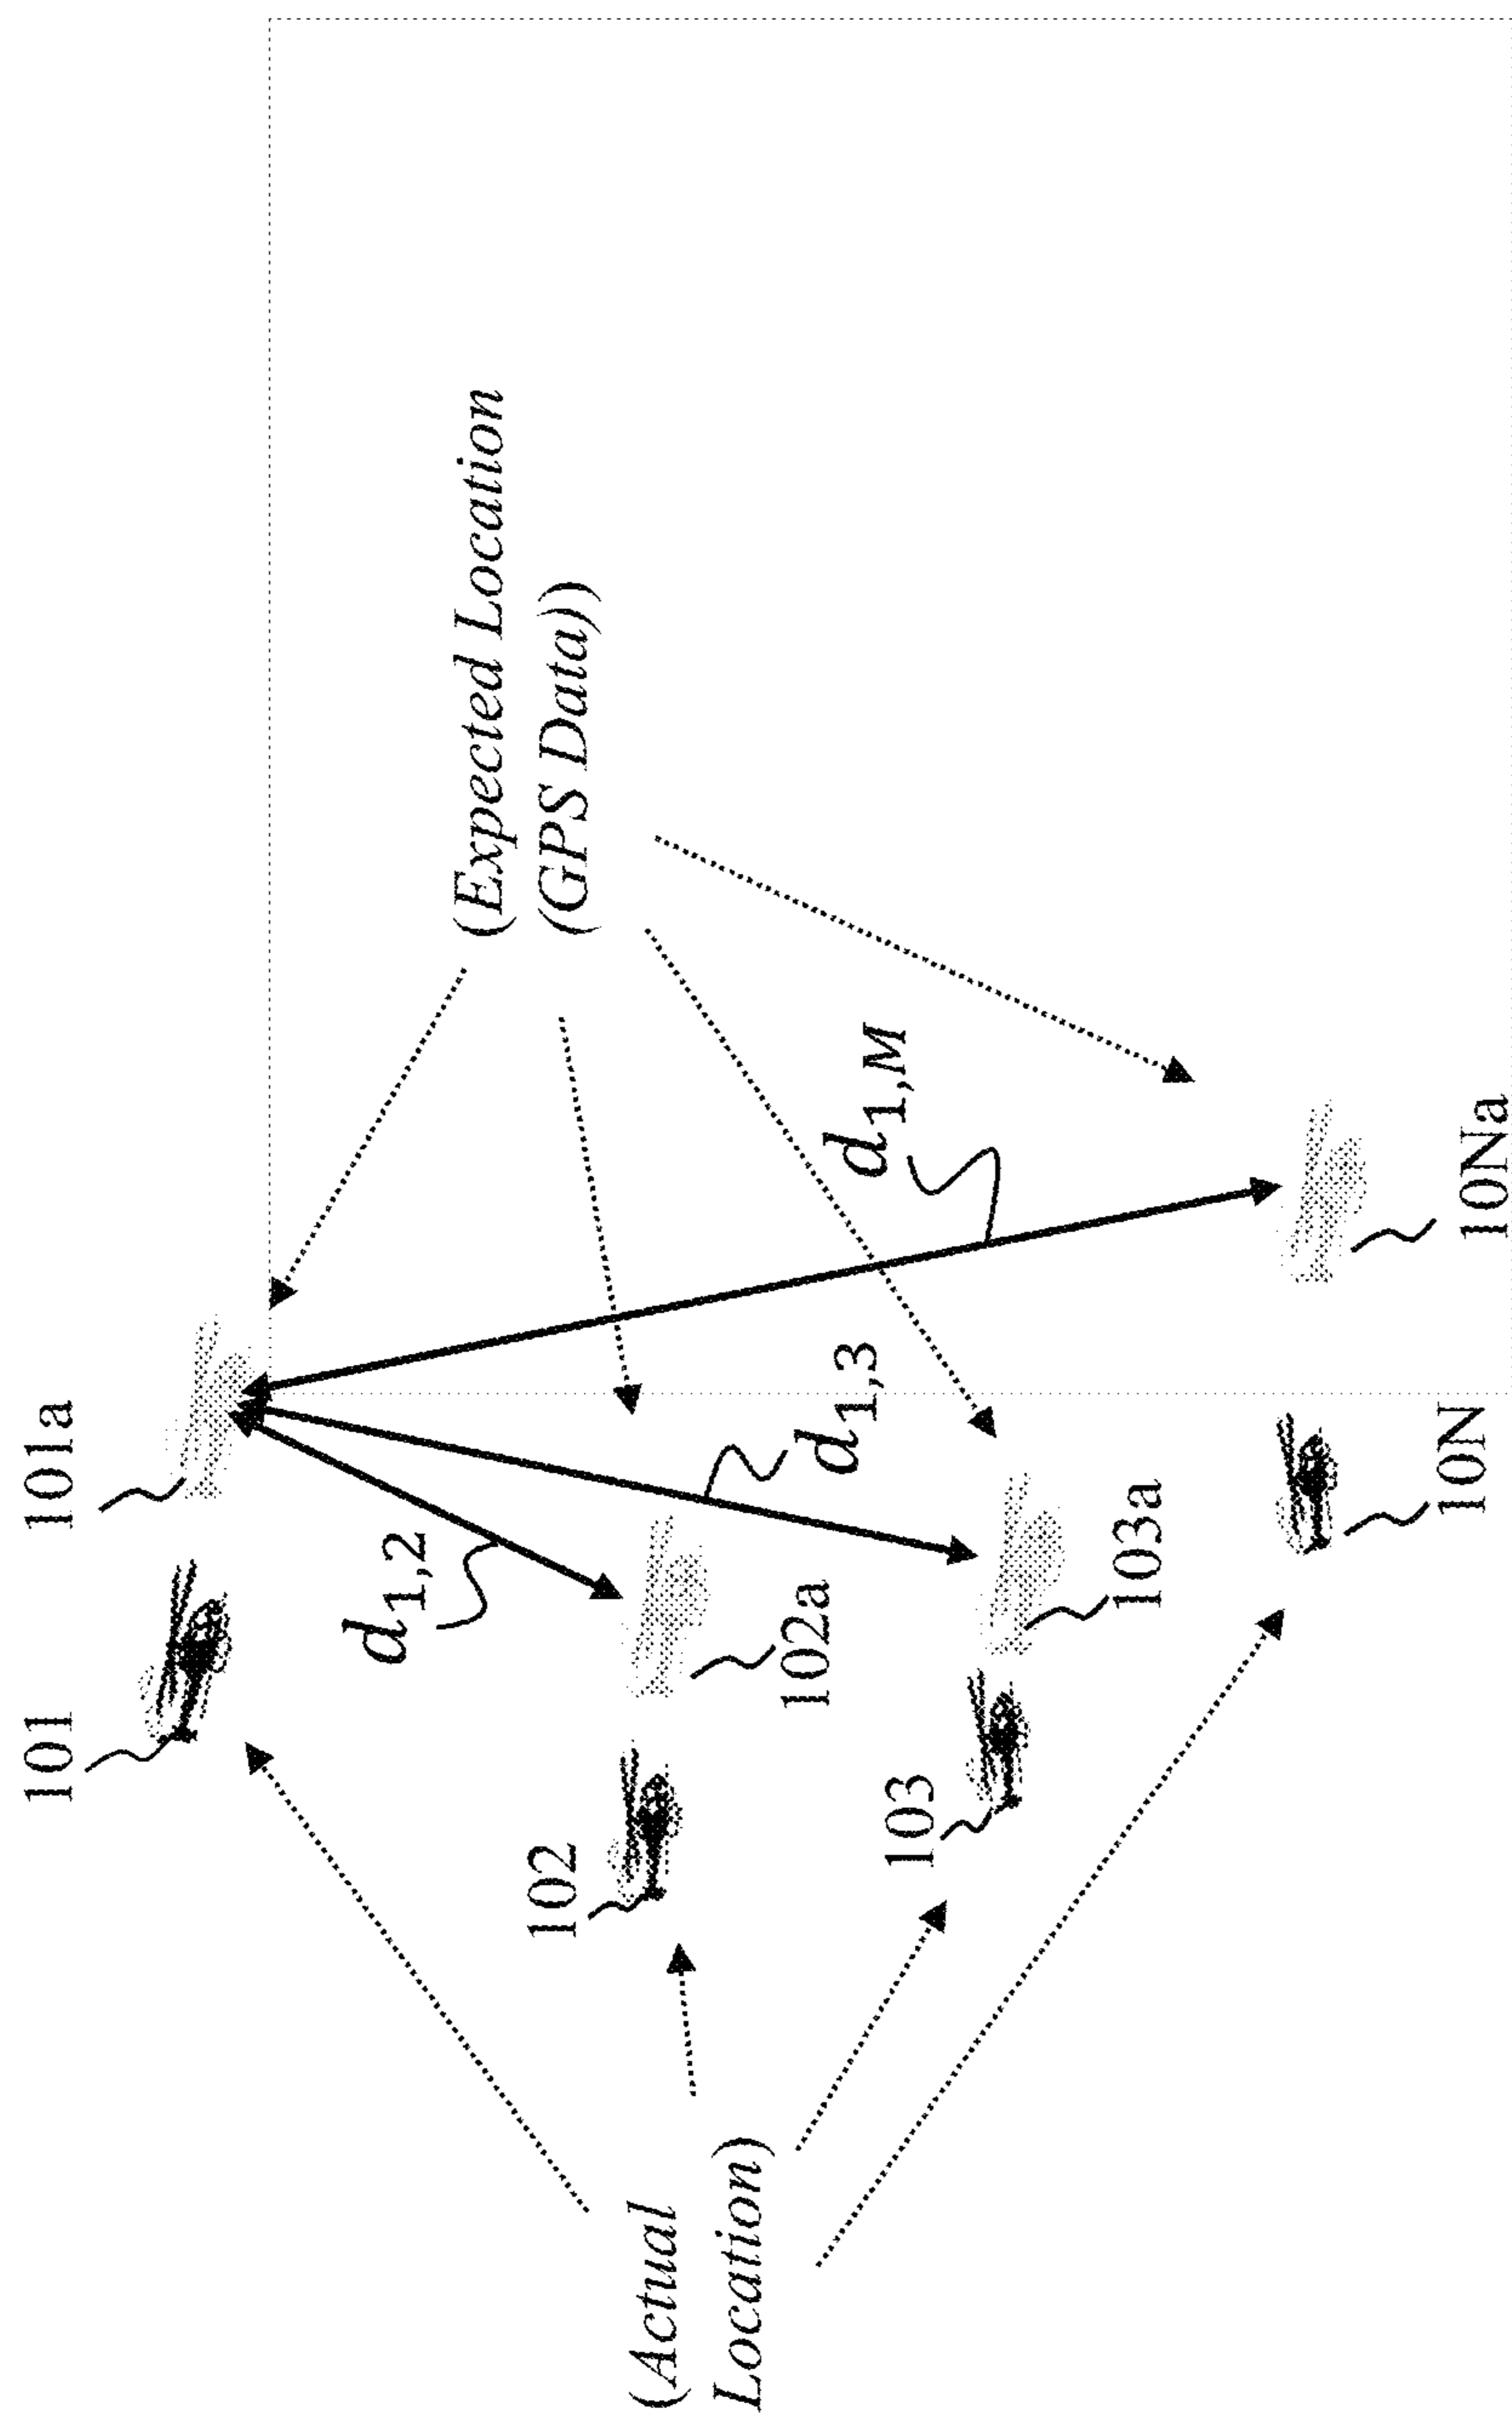 101
101a
d1,2
102
102a
d1,3
103
103a
d1,M
10N
10Na
(Actual
Location)
(Expected Location
(GPS Data))